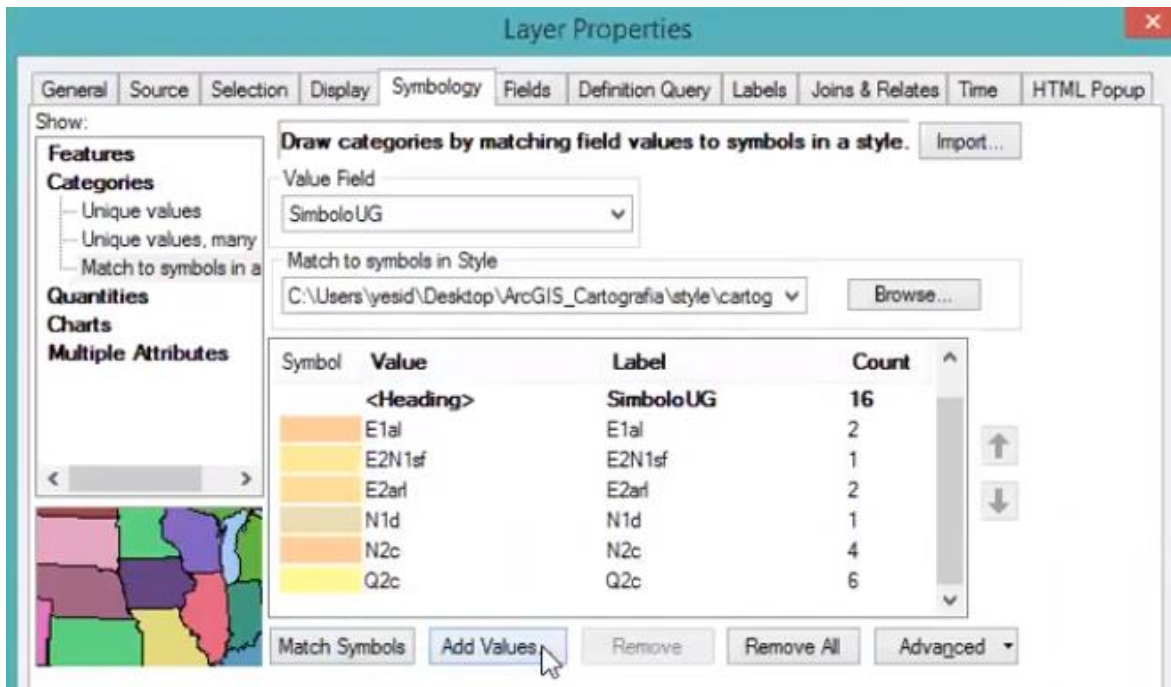 Layer Properties
General Source Selection Display Symbology Fields Definition Query Labels Joins & Relates Time HTML Popup
Show:
Features
Categories
Unique values
Unique values, many
Match to symbols in a
Quantities
Charts
Multiple Attributes
Draw categories by matching field values to symbols in a style.
Import...
Value Field
SimboloUG
Match to symbols in Style
C:\Users\yesid\Desktop\ArcGIS_Cartografia\style\cartog
Browse...
Symbol Value Label Count
<Heading> SimboloUG 16
E1al E1al 2
E2N1sf E2N1sf 1
E2arl E2arl 2
N1d N1d 1
N2c N2c 4
Q2c Q2c 6
Match Symbols Add Values Remove Remove All Advanced